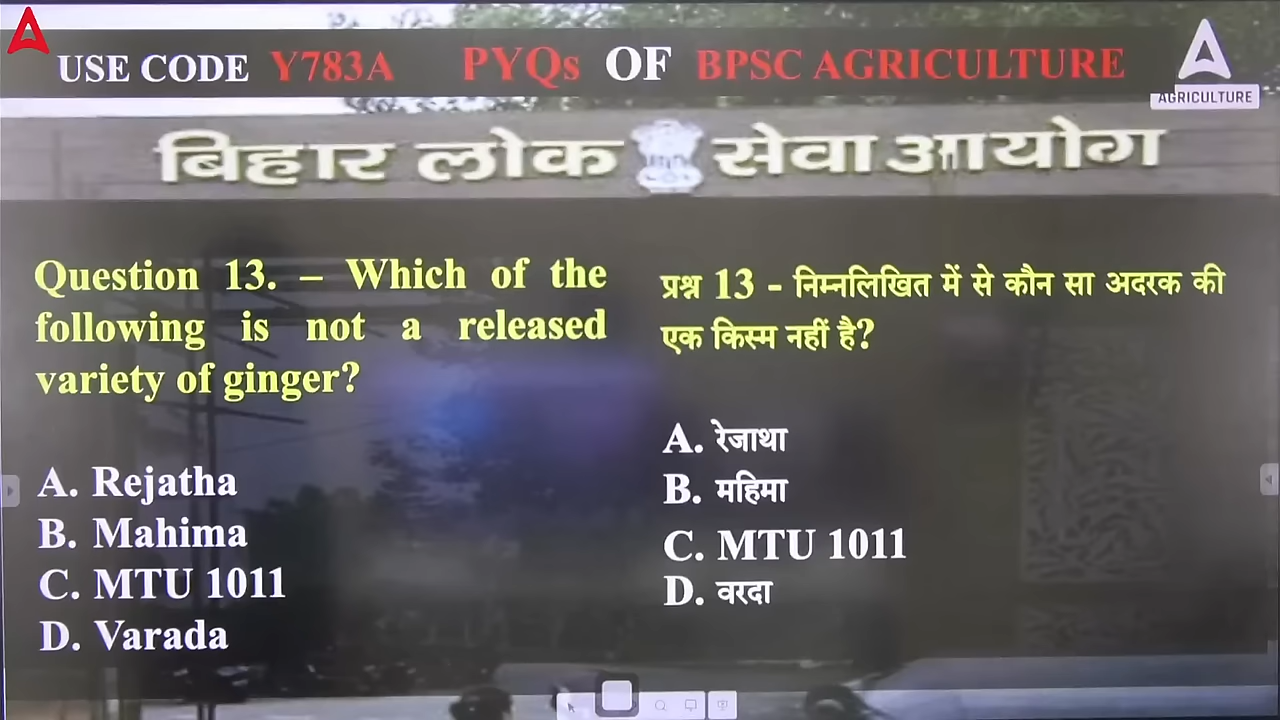 USE CODE Y783A PYQs OF BPSC AGRICULTURE
AGRICULTURE
बिहार लोक सेवा आयोग
Question 13. – Which of the
following is not a released
variety of ginger?
A. Rejatha
B. Mahima
C. MTU 1011
D. Varada
प्रश्न 13 - निम्नलिखित में से कौन सा अदरक की
एक किस्म नहीं है?
A. रेजाथा
B. महिमा
C. MTU 1011
D. वरदा